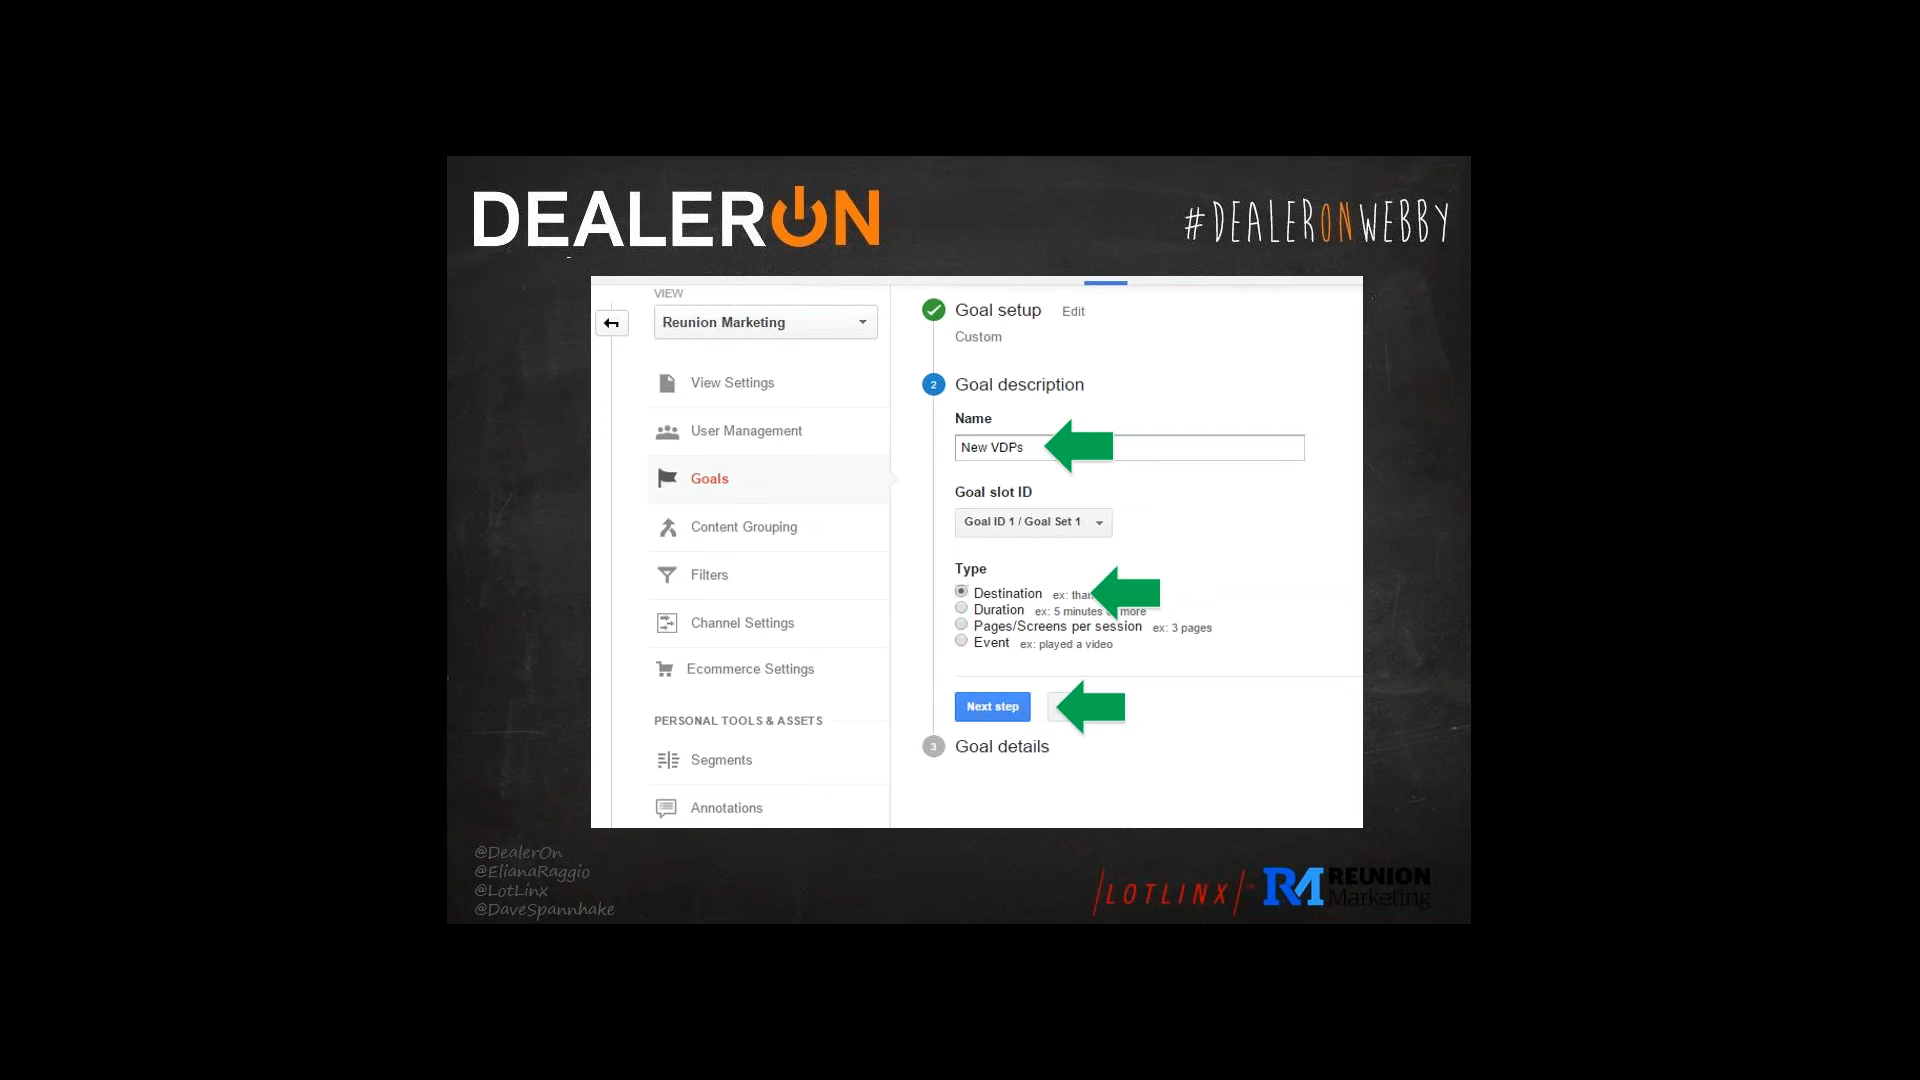 DEALERON
#DEALERONWEBBY
VIEW
Reunion Marketing
View Settings
User Management
Goals
Content Grouping
Filters
Channel Settings
Ecommerce Settings
PERSONAL TOOLS & ASSETS
Segments
Annotations
Goal setup Edit
Custom
2 Goal description
Name
New VDPs
Goal slot ID
Goal ID 1 / Goal Set 1
Type
Destination ex:
Duration ex: 5 minutes more
Pages/Screens per session ex: 3 pages
Event ex: played a video
Next step
3 Goal details
@DealerOn
@ElianaRaggio
@LotLinx
@DaveSpannhake
LOTLINX
RM REUNION
Marketing